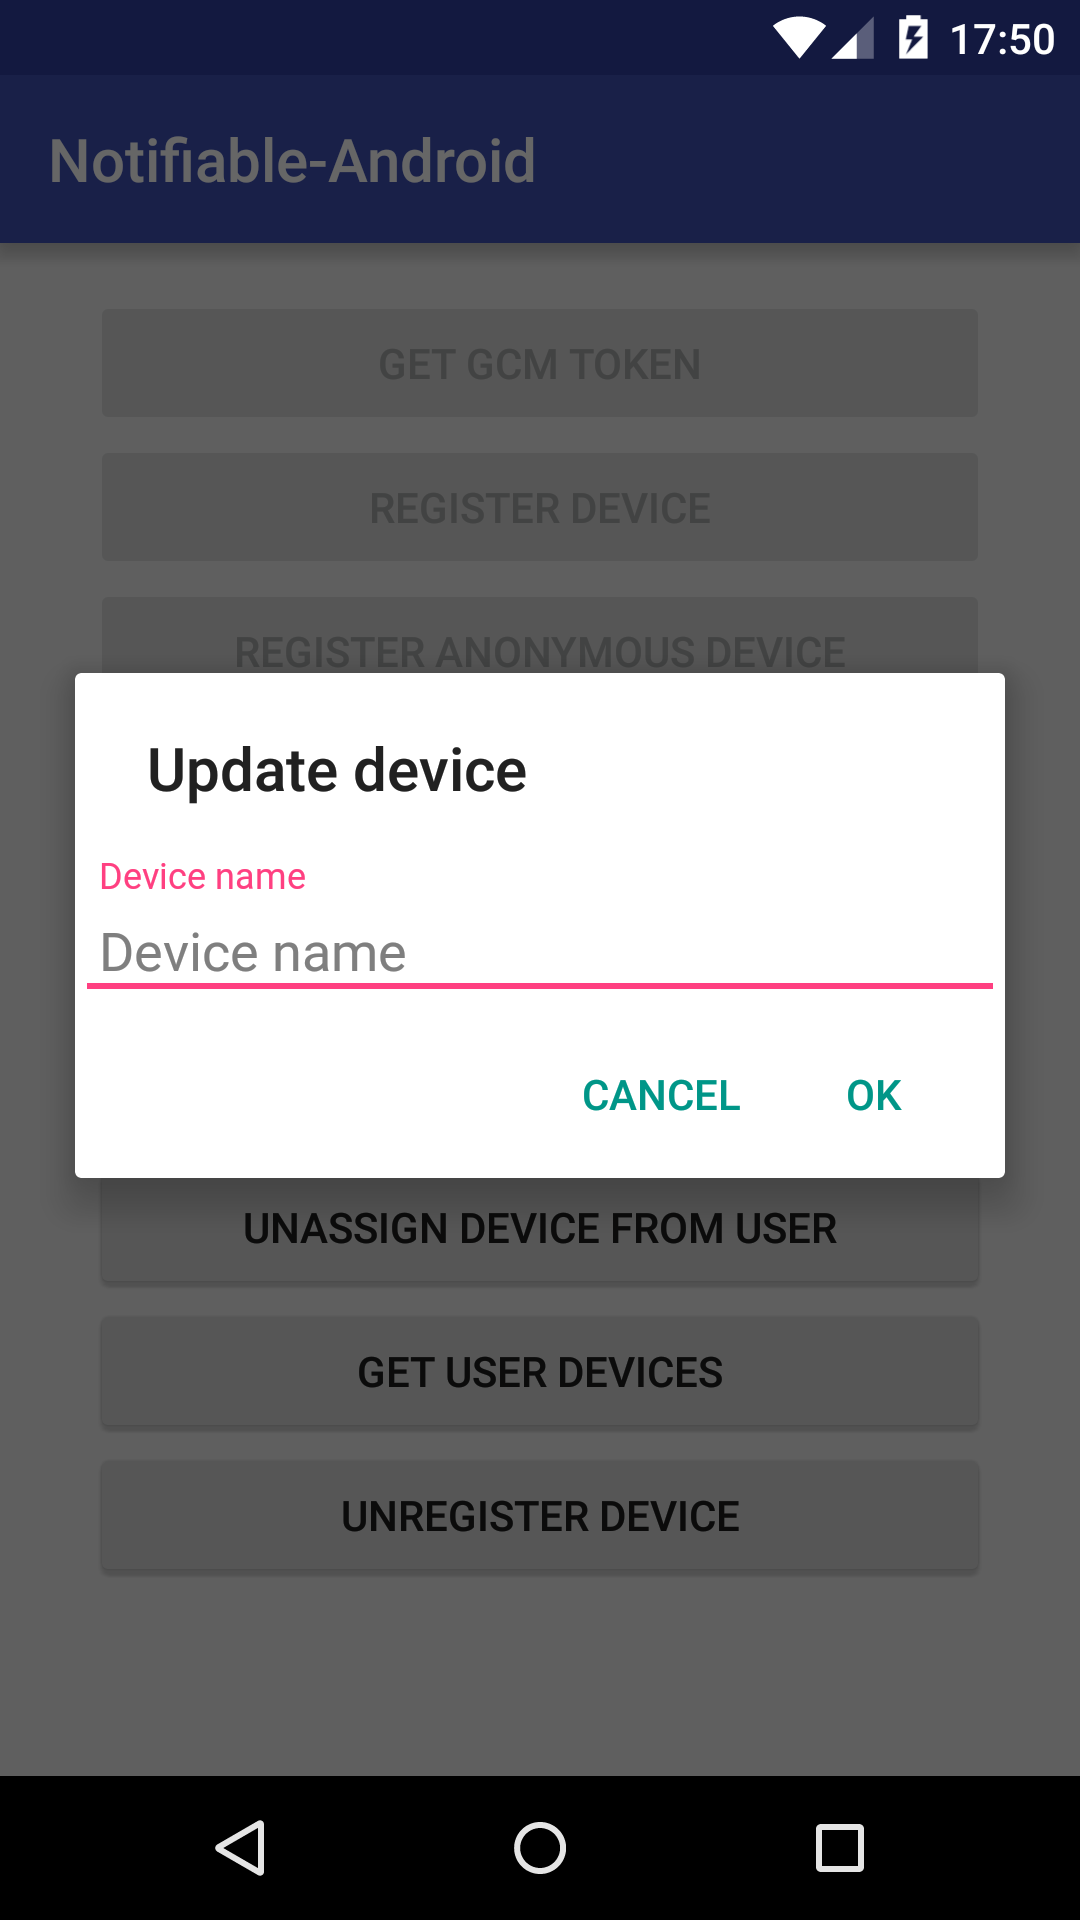 17:50
Notifiable-Android
GET GCM TOKEN
REGISTER DEVICE
REGISTER ANONYMOUS DEVICE
Update device
Device name
Device name
CANCEL OK
UNASSIGN DEVICE FROM USER
GET USER DEVICES
UNREGISTER DEVICE